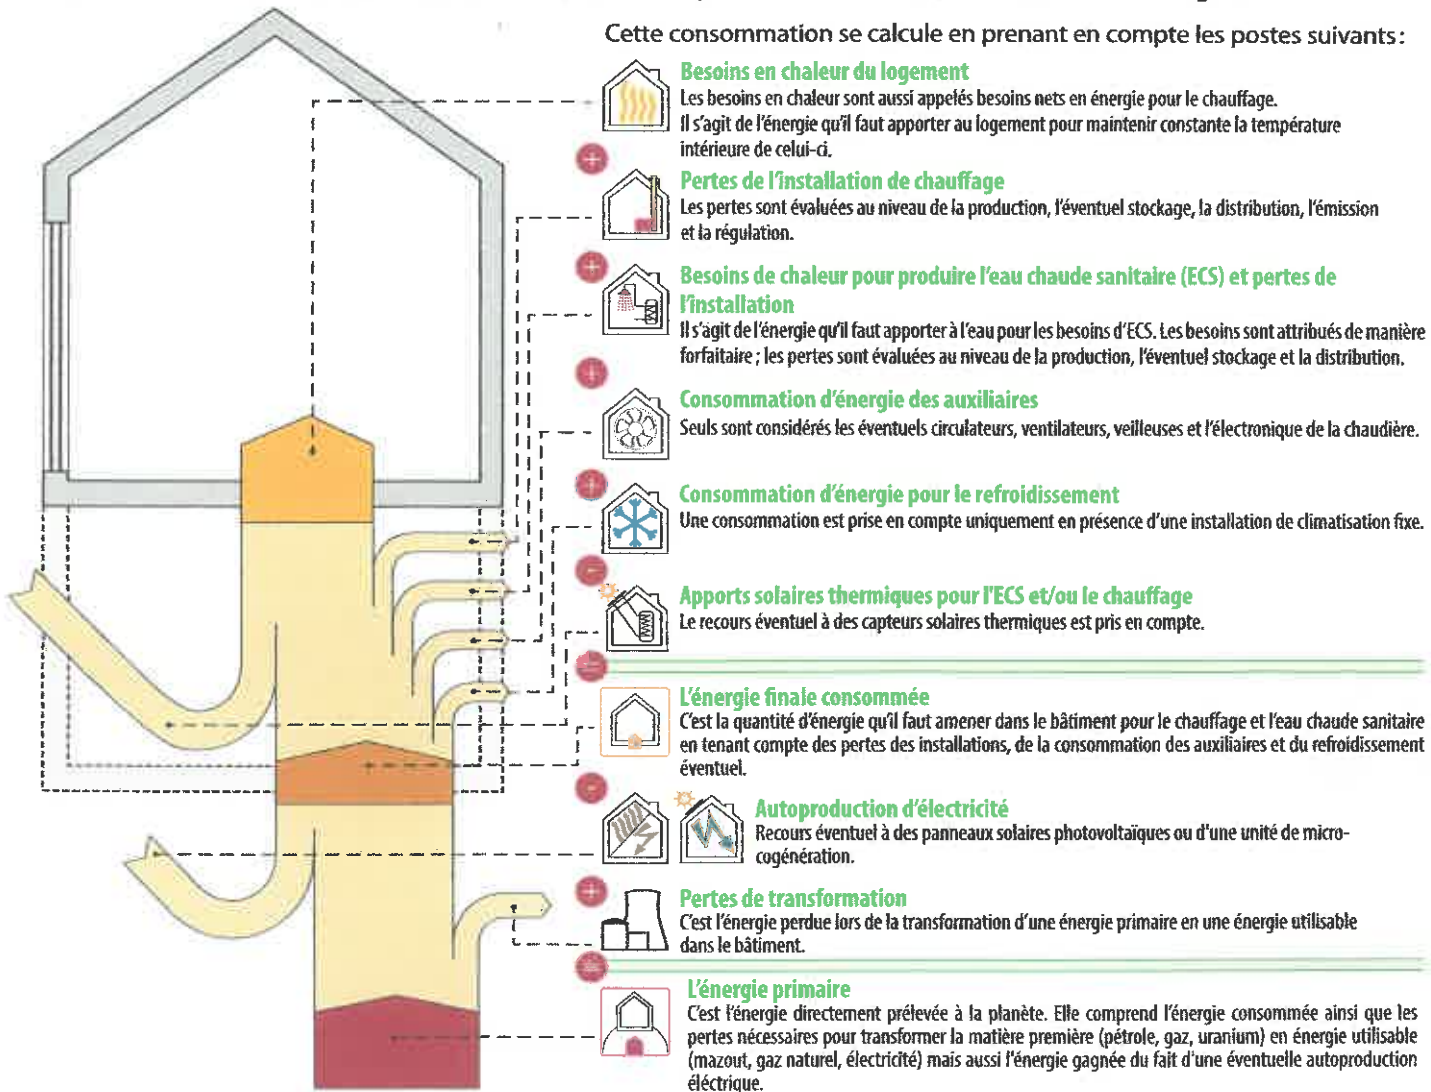 Cette consommation se calcule en prenant en compte les postes suivants:
Besoins en chaleur du logement
Les besoins en chaleur sont aussi appelés besoins nets en énergie pour le chauffage.
Il s'agit de l'énergie qu'il faut apporter au logement pour maintenir constante la température
intérieure de celui-ci.
+
Pertes de l'installation de chauffage
Les pertes sont évaluées au niveau de la production, l'éventuel stockage, la distribution, l'émission
et la régulation.
+
Besoins de chaleur pour produire l'eau chaude sanitaire (ECS) et pertes de
l'installation
Il s'agit de l'énergie qu'il faut apporter à l'eau pour les besoins d'ECS. Les besoins sont attribués de manière
forfaitaire ; les pertes sont évaluées au niveau de la production, l'éventuel stockage et la distribution.
+
Consommation d'énergie des auxiliaires
Seuls sont considérés les éventuels circulateurs, ventilateurs, veilleuses et l'électronique de la chaudière.
+
Consommation d'énergie pour le refroidissement
Une consommation est prise en compte uniquement en présence d'une installation de climatisation fixe.
-
Apports solaires thermiques pour l'ECS et/ou le chauffage
Le recours éventuel à des capteurs solaires thermiques est pris en compte.
=
L'énergie finale consommée
C'est la quantité d'énergie qu'il faut amener dans le bâtiment pour le chauffage et l'eau chaude sanitaire
en tenant compte des pertes des installations, de la consommation des auxiliaires et du refroidissement
éventuel.
-
Autoproduction d'électricité
Recours éventuel à des panneaux solaires photovoltaïques ou d'une unité de micro-
cogénération.
+
Pertes de transformation
C'est l'énergie perdue lors de la transformation d'une énergie primaire en une énergie utilisable
dans le bâtiment.
=
L'énergie primaire
C'est l'énergie directement prélevée à la planète. Elle comprend l'énergie consommée ainsi que les
pertes nécessaires pour transformer la matière première (pétrole, gaz, uranium) en énergie utilisable
(mazout, gaz naturel, électricité) mais aussi l'énergie gagnée du fait d'une éventuelle autoproduction
éléctrique.